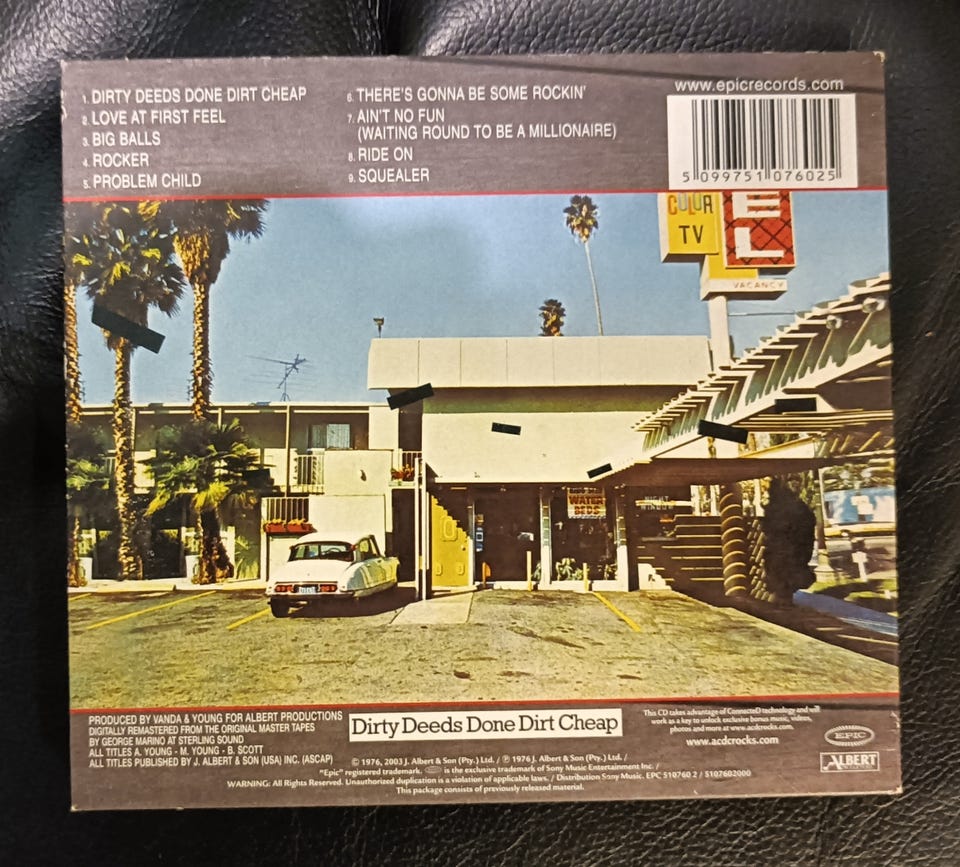 1. DIRTY DEEDS DONE DIRT CHEAP
2. LOVE AT FIRST FEEL
3. BIG BALLS
4. ROCKER
5. PROBLEM CHILD
6. THERE'S GONNA BE SOME ROCKIN'
7. AIN'T NO FUN
(WAITING ROUND TO BE A MILLIONAIRE)
8. RIDE ON
9. SQUEALER
www.epicrecords.com
5 099751 076025
COLOR
TV
E
L
VACANCY
WATER
BEDS
NIGHT
WINDOW
PRODUCED BY VANDA & YOUNG FOR ALBERT PRODUCTIONS
DIGITALLY REMASTERED FROM THE ORIGINAL MASTER TAPES
BY GEORGE MARINO AT STERLING SOUND
ALL TITLES A. YOUNG - M. YOUNG - B. SCOTT
ALL TITLES PUBLISHED BY J. ALBERT & SON (USA) INC. (ASCAP)
Dirty Deeds Done Dirt Cheap
This CD takes advantage of ConnecteD technology and will
work as a key to unlock exclusive bonus music, videos,
photos and more at www.acdcrocks.com.
www.acdcrocks.com
EPIC
ALBERT
© 1976, 2003 J. Albert & Son (Pty.) Ltd. / ℗ 1976 J. Albert & Son (Pty.) Ltd. /
"Epic" registered trademark. is the exclusive trademark of Sony Music Entertainment Inc. /
WARNING: All Rights Reserved. Unauthorized duplication is a violation of applicable laws. / Distribution Sony Music. EPC 510760 2 / 5107602000
This package consists of previously released material.